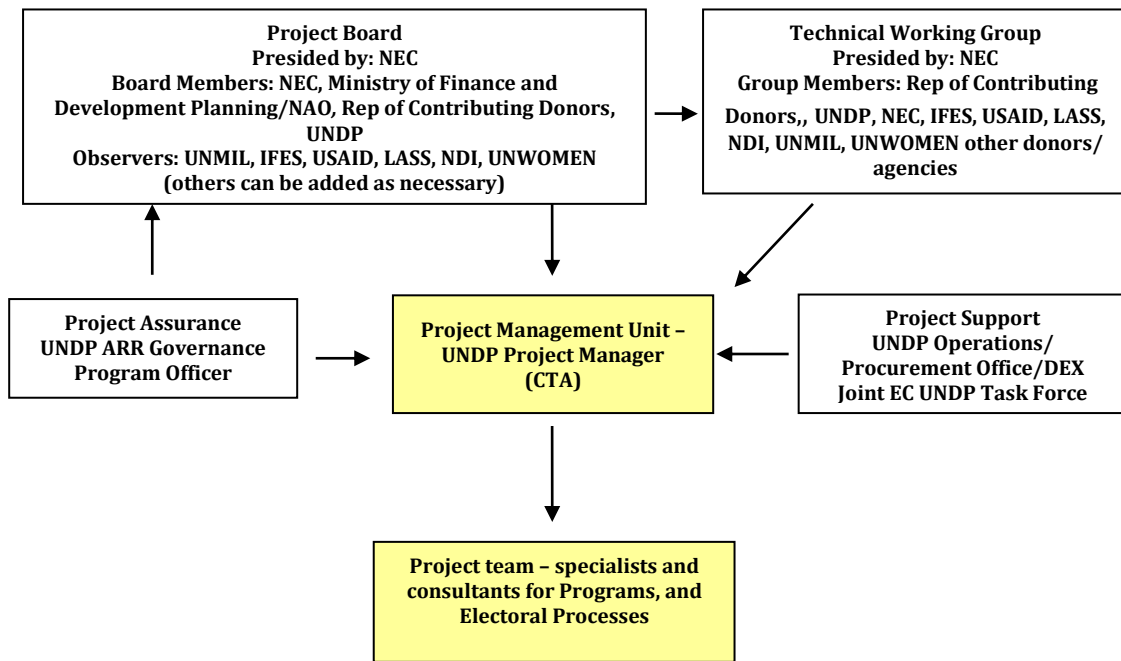 Project Board
Presided by: NEC
Board Members: NEC, Ministry of Finance and
Development Planning/NAO, Rep of Contributing Donors,
UNDP
Observers: UNMIL, IFES, USAID, LASS, NDI, UNWOMEN
(others can be added as necessary)
Technical Working Group
Presided by: NEC
Group Members: Rep of Contributing
Donors,, UNDP, NEC, IFES, USAID, LASS,
NDI, UNMIL, UNWOMEN other donors/
agencies
Project Assurance
UNDP ARR Governance
Program Officer
Project Management Unit –
UNDP Project Manager
(CTA)
Project Support
UNDP Operations/
Procurement Office/DEX
Joint EC UNDP Task Force
Project team – specialists and
consultants for Programs, and
Electoral Processes